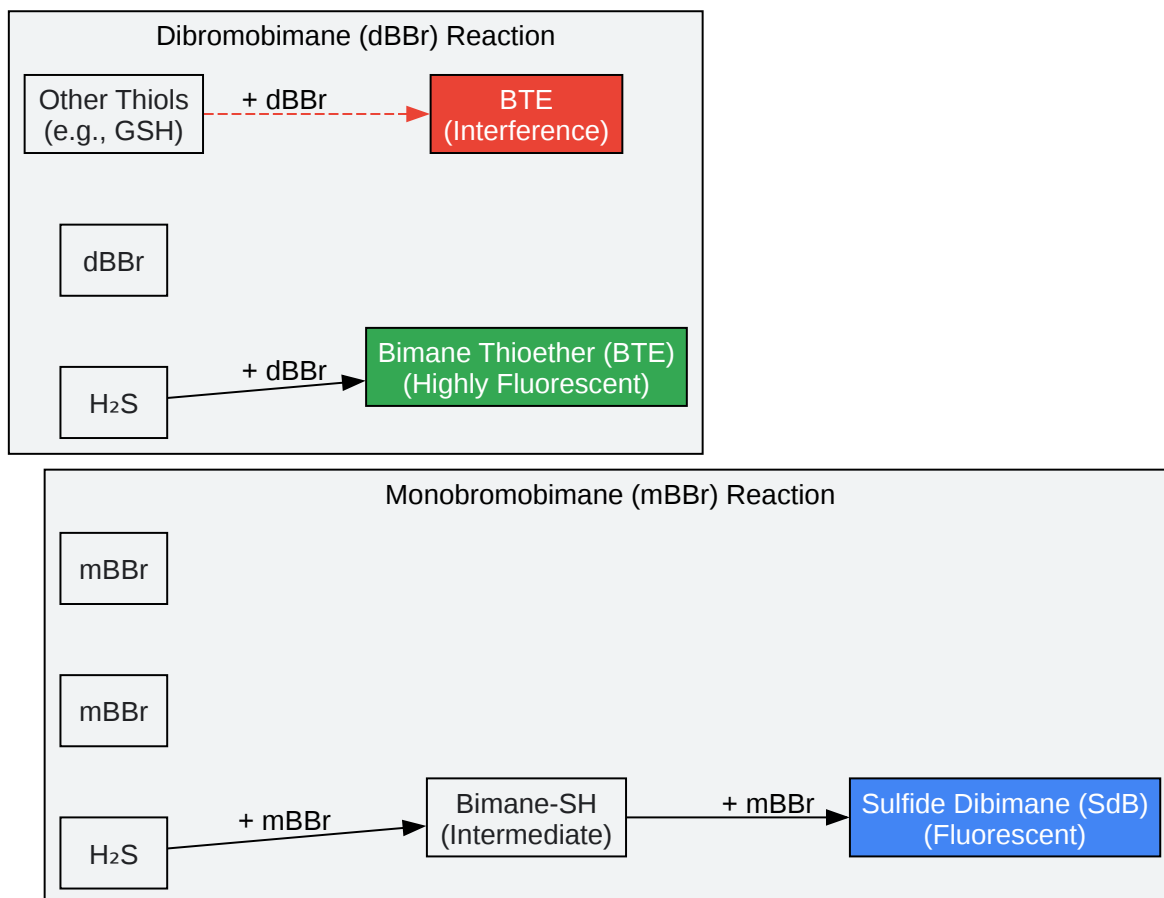 Dibromobimane (dBBr) Reaction
Other Thiols
(e.g., GSH)
+ dBBr
BTE
(Interference)
dBBr
H₂S
+ dBBr
Bimane Thioether (BTE)
(Highly Fluorescent)
Monobromobimane (mBBr) Reaction
mBBr
mBBr
H₂S
+ mBBr
Bimane-SH
(Intermediate)
+ mBBr
Sulfide Dibimane (SdB)
(Fluorescent)